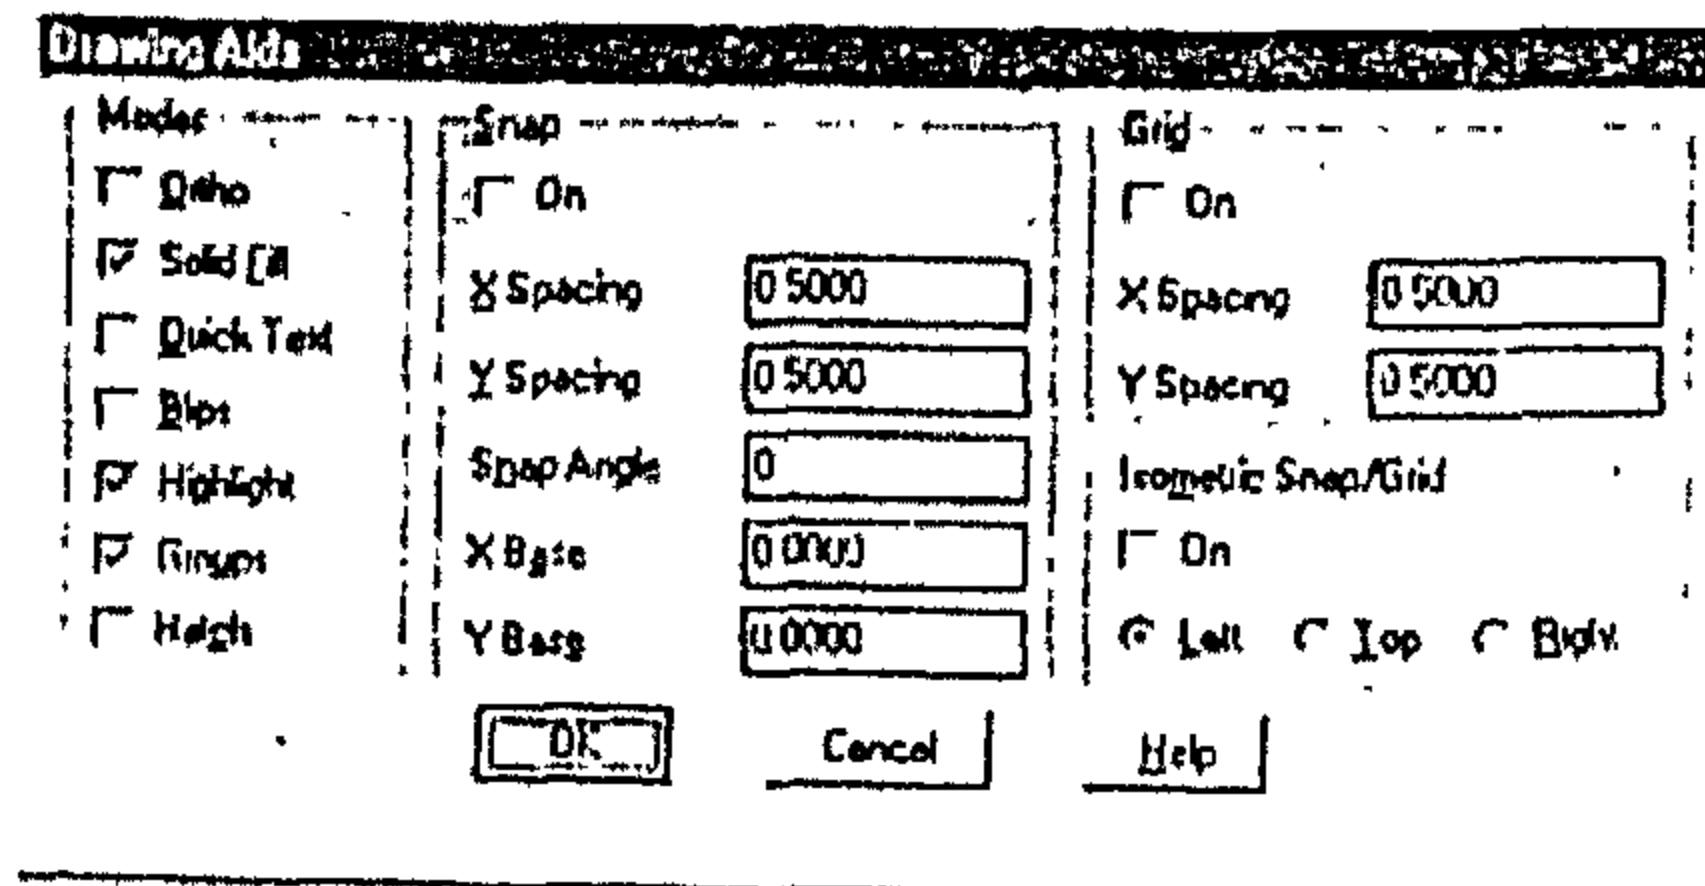 Drawing Aids
Modes
Ortho
Solid Fill
Quick Text
Blips
Highlight
Groups
Hatch
Snap
On
X Spacing 0.5000
Y Spacing 0.5000
Snap Angle 0
X Base 0.0000
Y Base 0.0000
Grid
On
X Spacing 0.5000
Y Spacing 0.5000
Isometric Snap/Grid
On
Left Top Right
OK Cancel Help